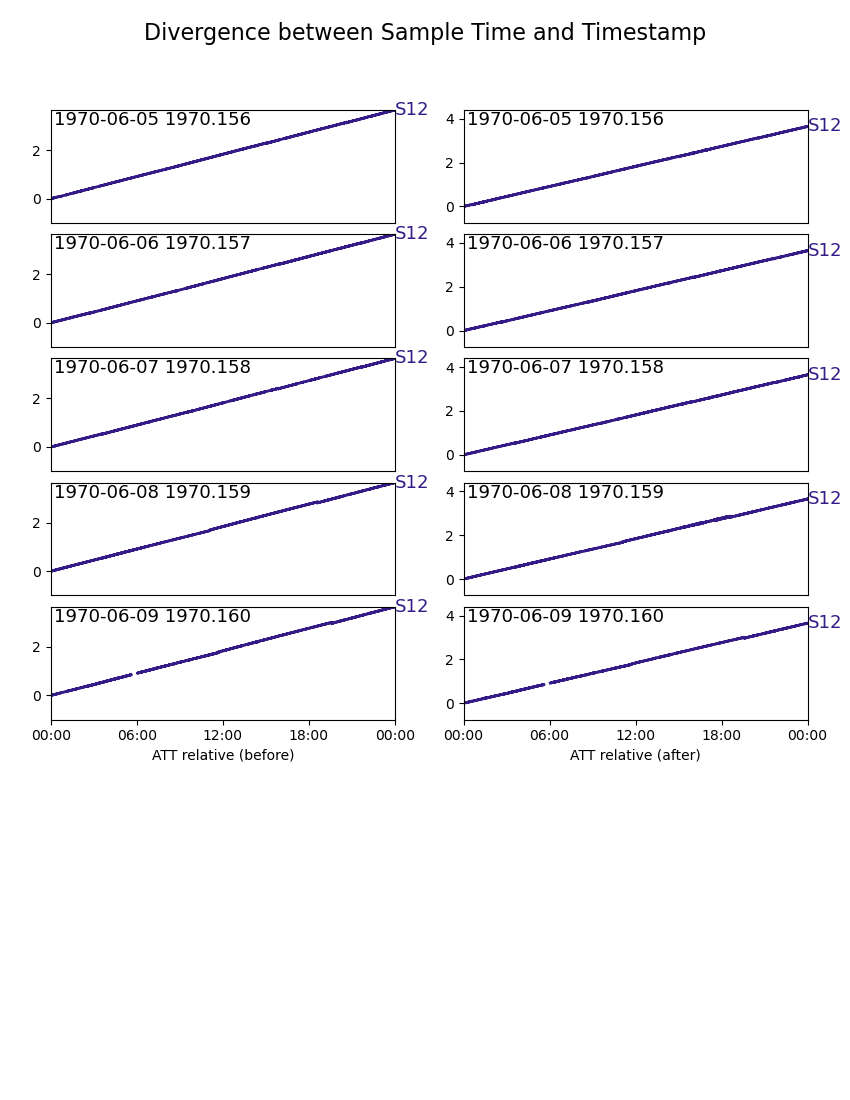 Divergence between Sample Time and Timestamp
1970-06-05 1970.156
S12
2
0
1970-06-05 1970.156
S12
4
2
0
1970-06-06 1970.157
S12
2
0
1970-06-06 1970.157
S12
4
2
0
1970-06-07 1970.158
S12
2
0
1970-06-07 1970.158
S12
4
2
0
1970-06-08 1970.159
S12
2
0
1970-06-08 1970.159
S12
4
2
0
1970-06-09 1970.160
S12
2
0
00:00 06:00 12:00 18:00 00:00
ATT relative (before)
1970-06-09 1970.160
S12
4
2
0
00:00 06:00 12:00 18:00 00:00
ATT relative (after)